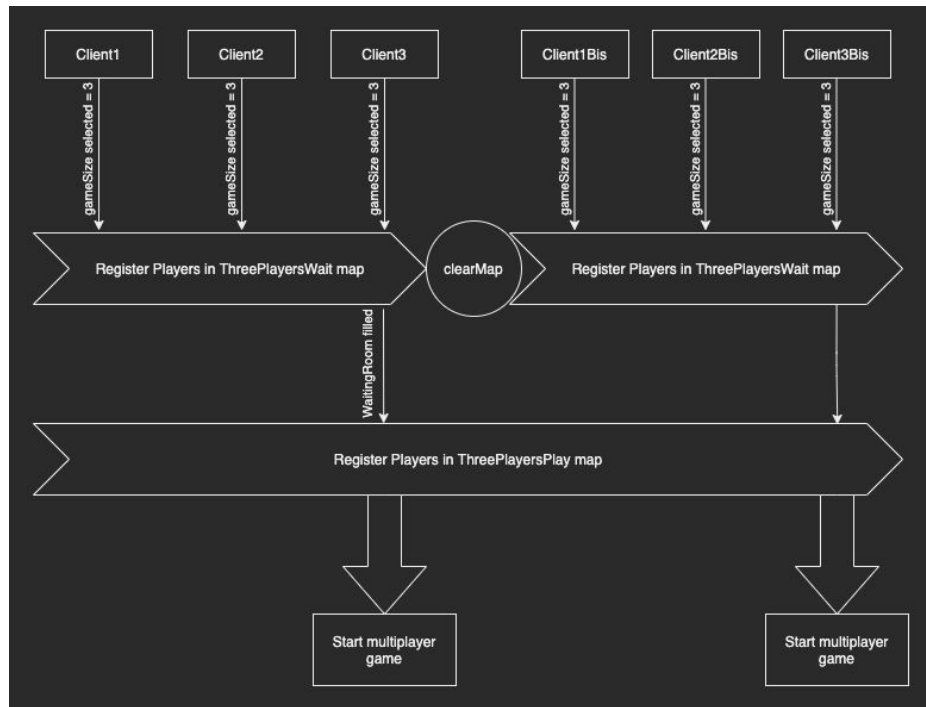 Client1
Client2
Client3
Client1Bis
Client2Bis
Client3Bis
gameSize selected = 3
gameSize selected = 3
gameSize selected = 3
gameSize selected = 3
gameSize selected = 3
gameSize selected = 3
Register Players in ThreePlayersWait map
clearMap
Register Players in ThreePlayersWait map
WaitingRoom filled
Register Players in ThreePlayersPlay map
Start multiplayer
game
Start multiplayer
game